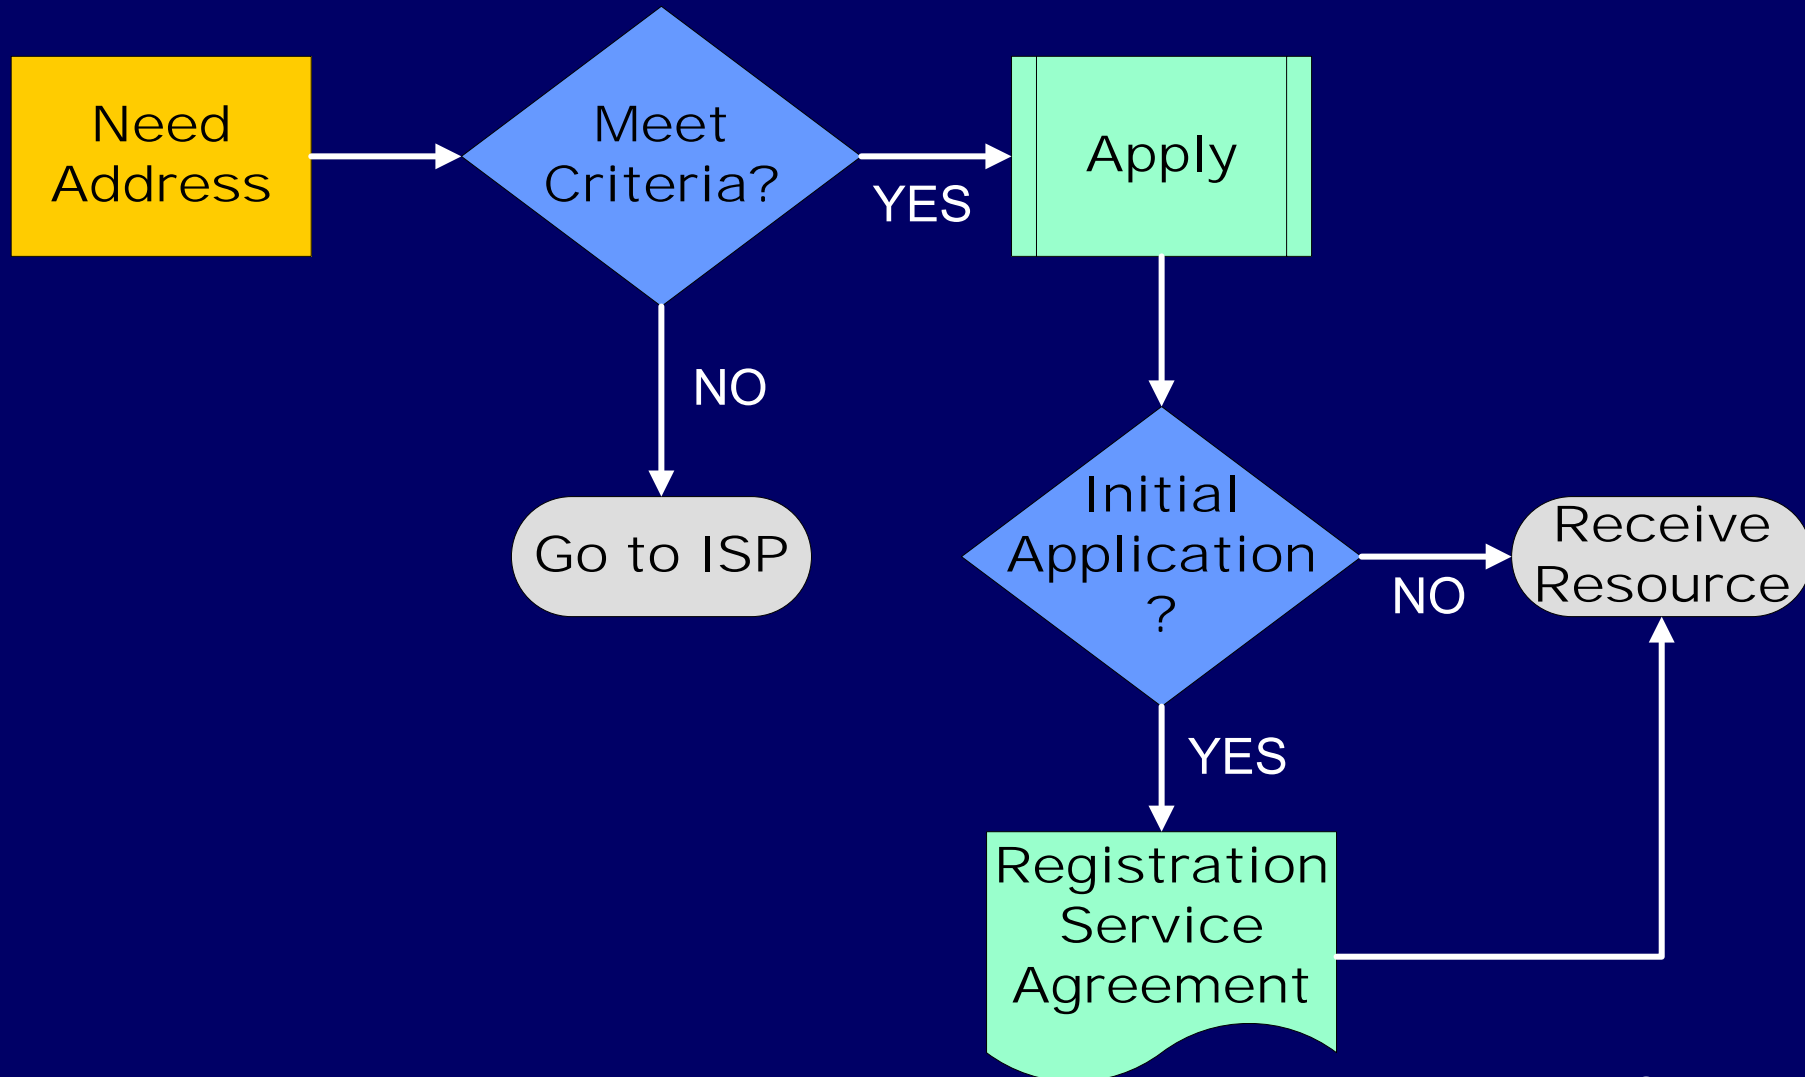 Need
Address
Meet
Criteria?
YES
Apply
NO
Go to ISP
Initial
Application
?
NO
Receive
Resource
YES
Registration
Service
Agreement